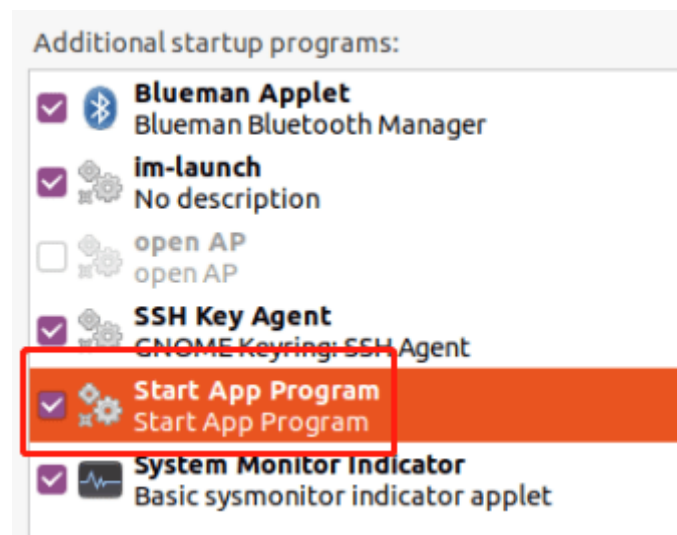 Additional startup programs:
Blueman Applet
Blueman Bluetooth Manager
im-launch
No description
open AP
open AP
SSH Key Agent
GNOME Keyring: SSH Agent
Start App Program
Start App Program
System Monitor Indicator
Basic sysmonitor indicator applet